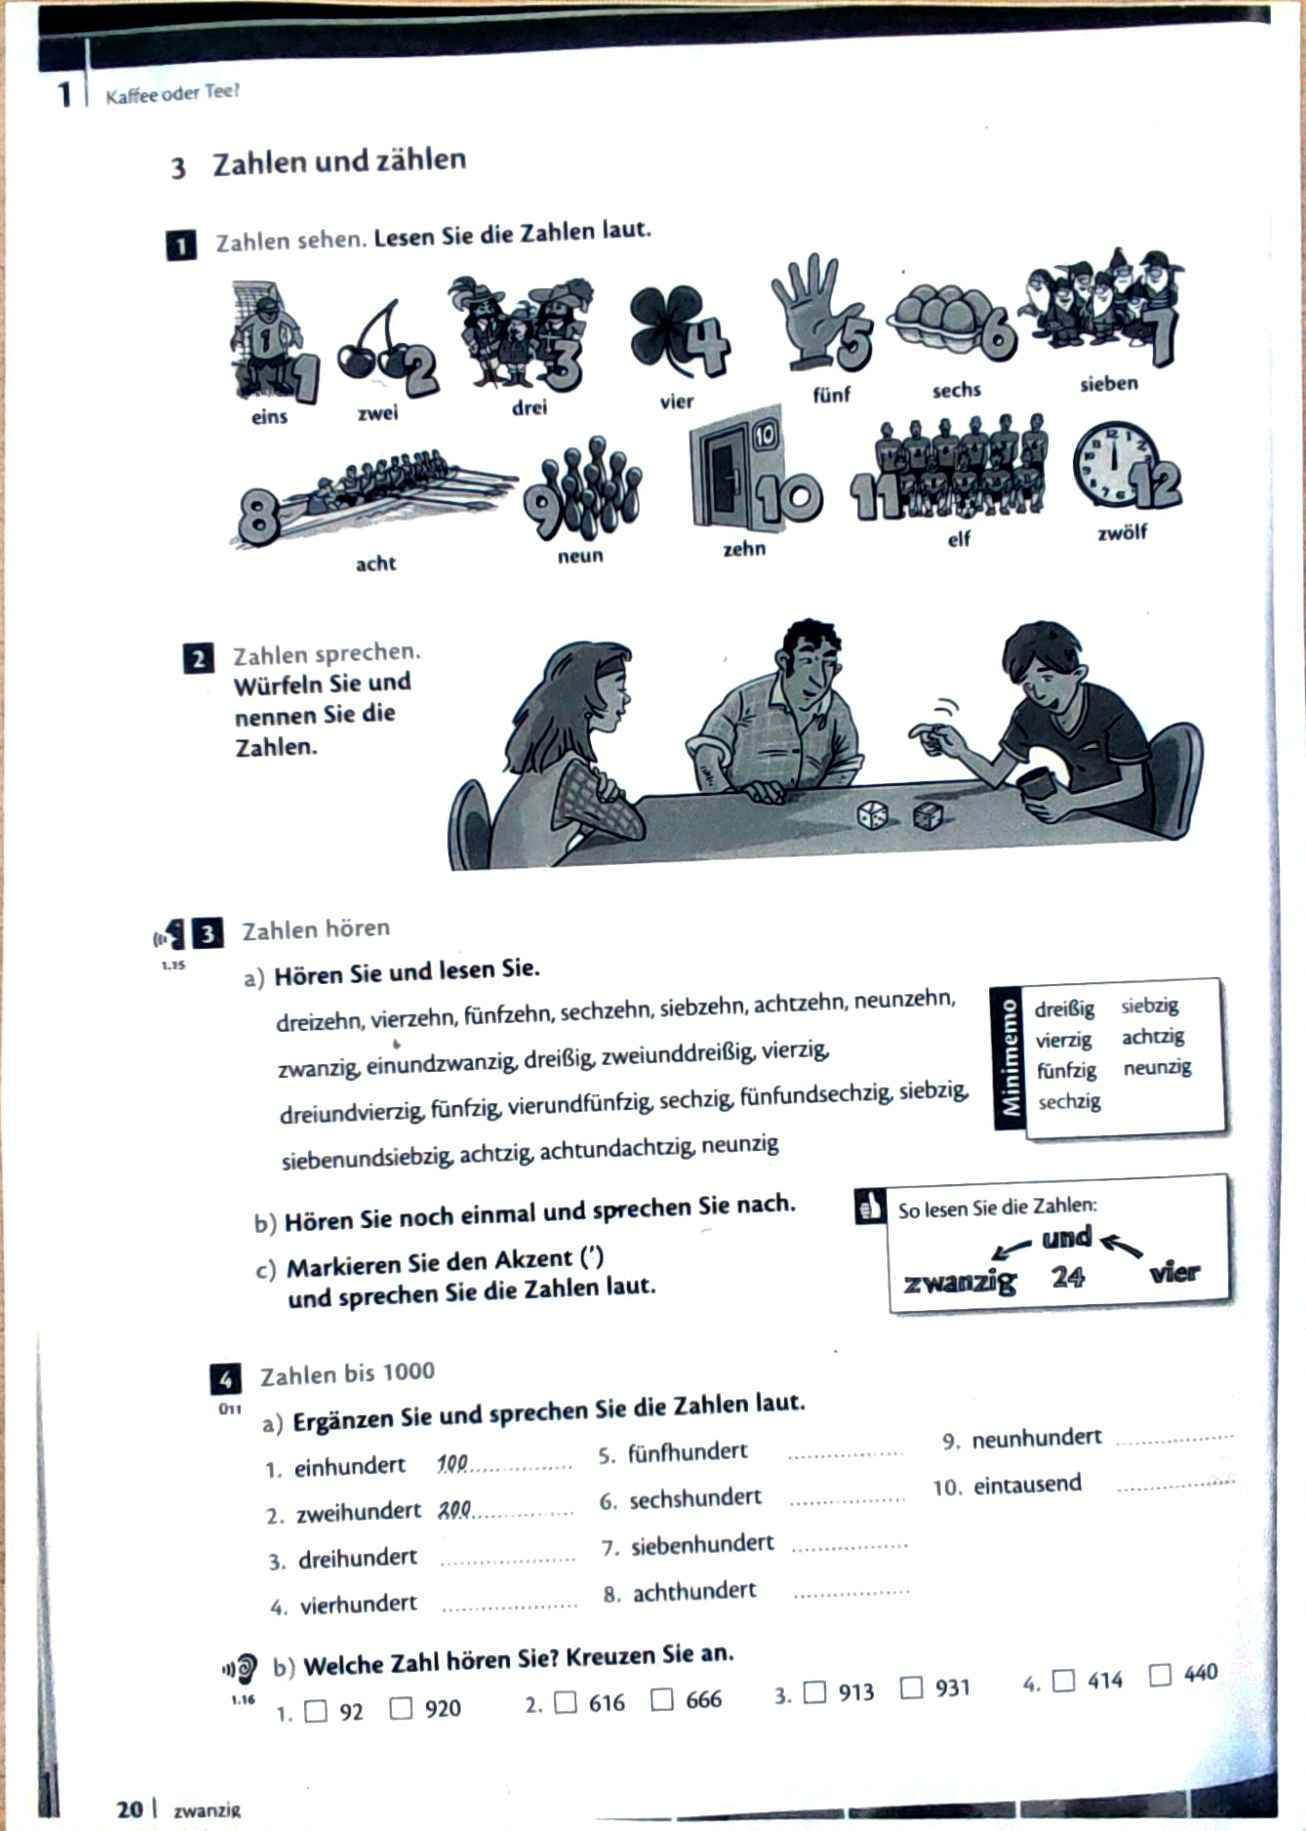 1 Kaffee oder Tee?
3 Zahlen und zählen
1 Zahlen sehen. Lesen Sie die Zahlen laut.
1
1 2 3 4 5 6 7
eins zwei drei vier fünf sechs sieben
8 9 10 10 11 12
acht neun zehn elf zwölf
2 Zahlen sprechen.
Würfeln Sie und
nennen Sie die
Zahlen.
3 Zahlen hören
1.15
a) Hören Sie und lesen Sie.
dreizehn, vierzehn, fünfzehn, sechzehn, siebzehn, achtzehn, neunzehn,
zwanzig, einundzwanzig, dreißig, zweiunddreißig, vierzig,
dreiundvierzig, fünfzig, vierundfünfzig, sechzig, fünfundsechzig, siebzig,
siebenundsiebzig, achtzig, achtundachtzig, neunzig
Minimemo
dreißig siebzig
vierzig achtzig
fünfzig neunzig
sechzig
b) Hören Sie noch einmal und sprechen Sie nach.
c) Markieren Sie den Akzent (')
und sprechen Sie die Zahlen laut.
So lesen Sie die Zahlen:
und
zwanzig 24 vier
4 Zahlen bis 1000
Ü11
a) Ergänzen Sie und sprechen Sie die Zahlen laut.
1. einhundert 100 5. fünfhundert 9. neunhundert
2. zweihundert 200 6. sechshundert 10. eintausend
3. dreihundert 7. siebenhundert
4. vierhundert 8. achthundert
b) Welche Zahl hören Sie? Kreuzen Sie an.
1.16
1. 92 920 2. 616 666 3. 913 931 4. 414 440
20 | zwanzig